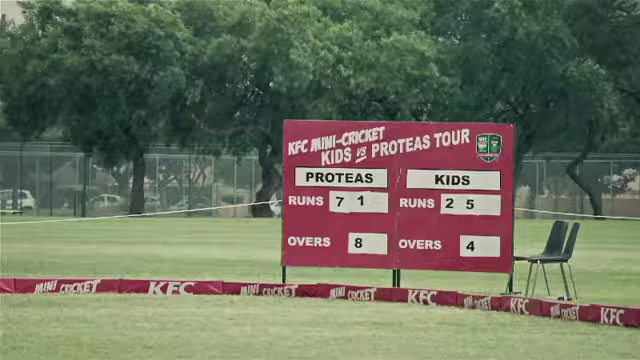 KFC MINI-CRICKET
KIDS VS PROTEAS TOUR
PROTEAS KIDS
RUNS 7 1 RUNS 2 5
OVERS 8 OVERS 4
MINI CRICKET KFC MINI CRICKET MINI CRICKET KFC MINI CRICKET KFC MINI CRICKET KFC